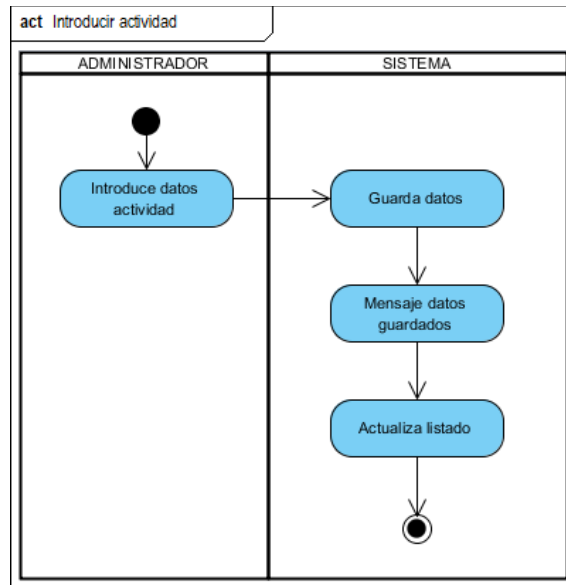 act Introducir actividad
ADMINISTRADOR
SISTEMA
Introduce datos
actividad
Guarda datos
Mensaje datos
guardados
Actualiza listado